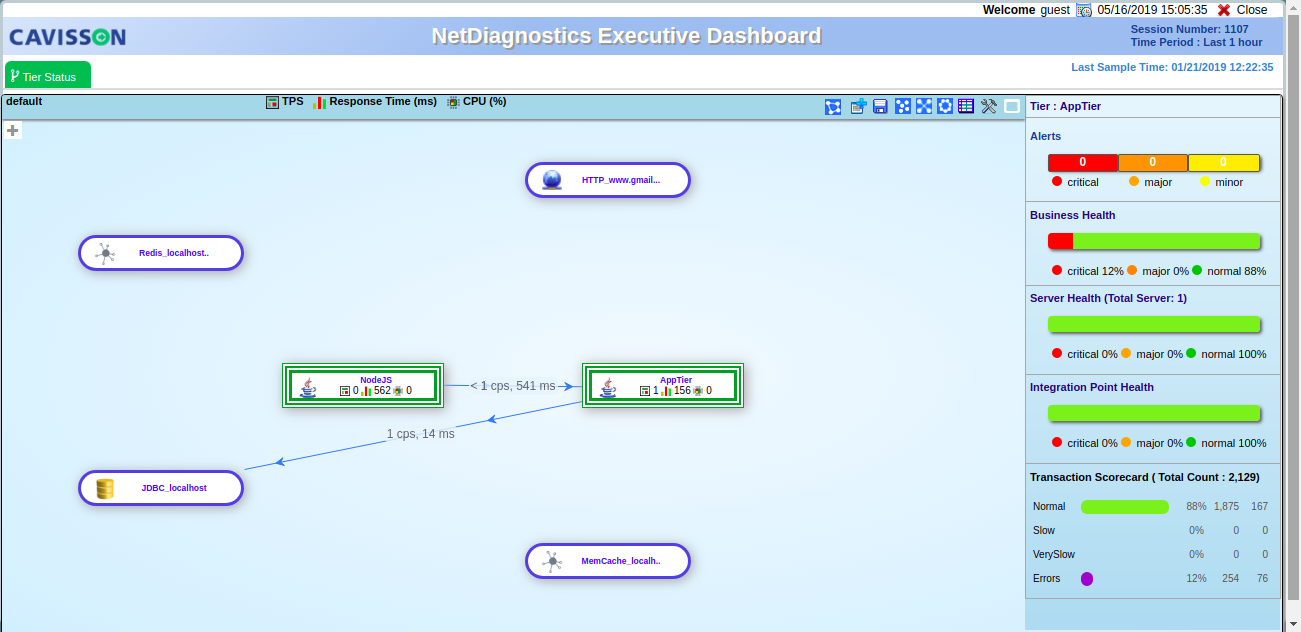 Welcome guest 05/16/2019 15:05:35 Close
CAVISSON
NetDiagnostics Executive Dashboard
Session Number: 1107
Time Period : Last 1 hour
Tier Status
Last Sample Time: 01/21/2019 12:22:35
default
TPS Response Time (ms) CPU (%)
+
HTTP_www.gmail...
Redis_localhost..
NodeJS
0 562 0
< 1 cps, 541 ms
AppTier
1 156 0
1 cps, 14 ms
JDBC_localhost
MemCache_localh..
Tier : AppTier
Alerts
0 0 0
critical major minor
Business Health
critical 12% major 0% normal 88%
Server Health (Total Server: 1)
critical 0% major 0% normal 100%
Integration Point Health
critical 0% major 0% normal 100%
Transaction Scorecard ( Total Count : 2,129)
Normal 88% 1,875 167
Slow 0% 0 0
VerySlow 0% 0 0
Errors 12% 254 76